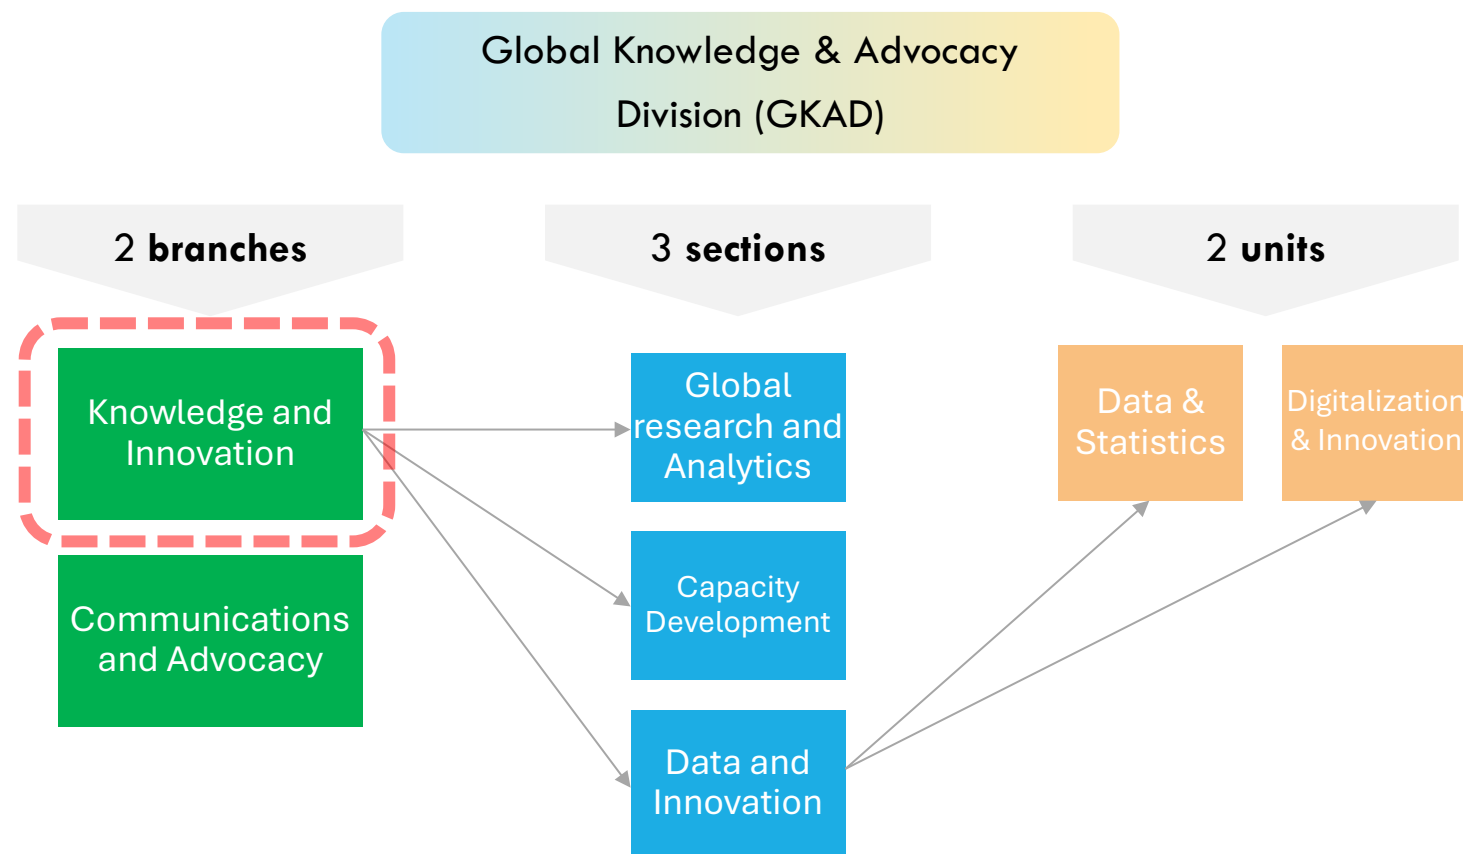 Global Knowledge & Advocacy
Division (GKAD)
2 branches
3 sections
2 units
Knowledge and
Innovation
Communications
and Advocacy
Global
research and
Analytics
Capacity
Development
Data and
Innovation
Data &
Statistics
Digitalization
& Innovation